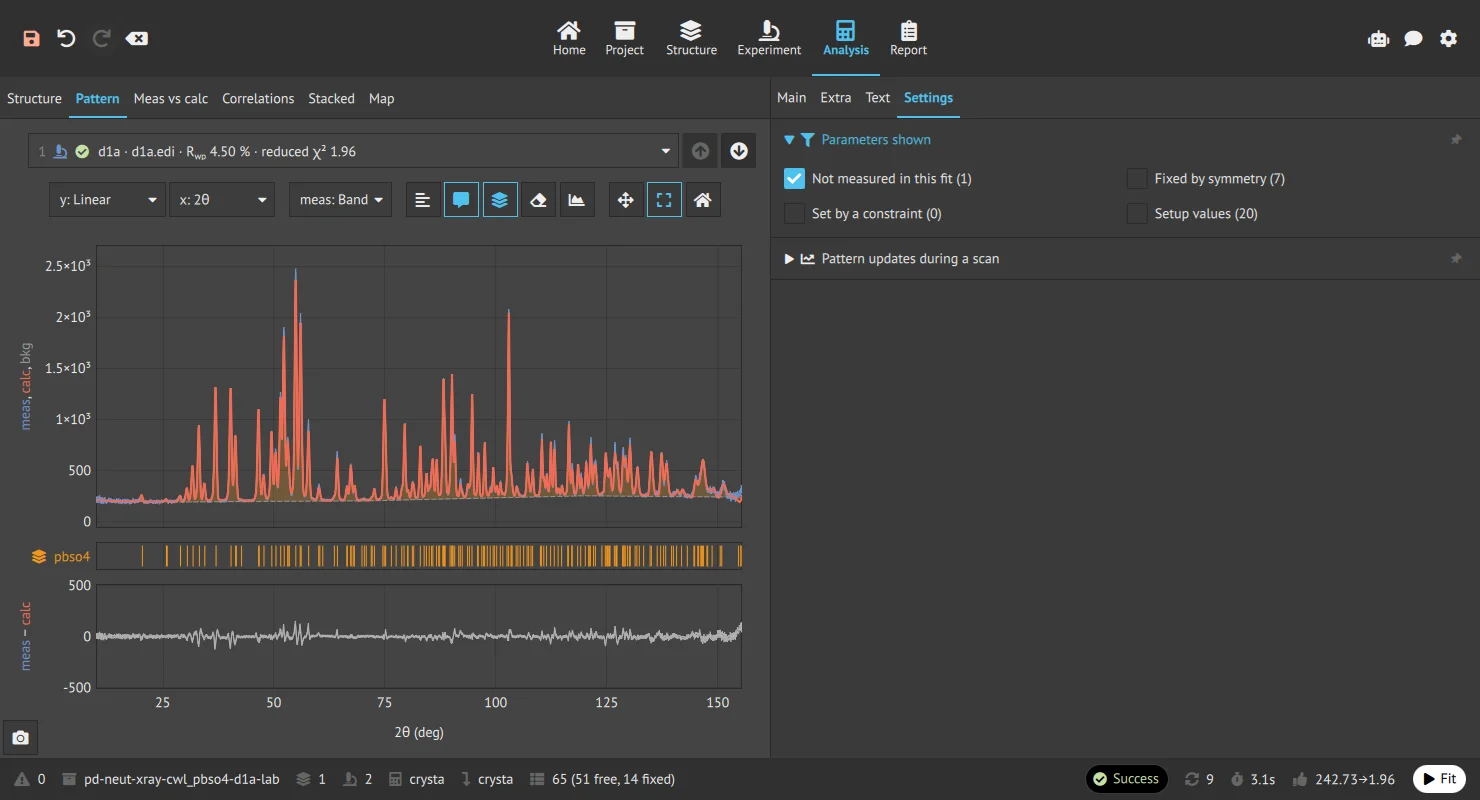 Home
Project
Structure
Experiment
Analysis
Report
Structure
Pattern
Meas vs calc
Correlations
Stacked
Map
Main
Extra
Text
Settings
1 d1a · d1a.edi · Rwp 4.50 % · reduced χ² 1.96
y: Linear
x: 2θ
meas: Band
Parameters shown
Not measured in this fit (1)
Fixed by symmetry (7)
Set by a constraint (0)
Setup values (20)
Pattern updates during a scan
meas, calc, bkg
2.5×10³
2×10³
1.5×10³
1×10³
500
0
pbso4
meas − calc
500
0
-500
25
50
75
100
125
150
2θ (deg)
0
pd-neut-xray-cwl_pbso4-d1a-lab
1
2
crysta
crysta
65 (51 free, 14 fixed)
Success
9
3.1s
242.73→1.96
Fit